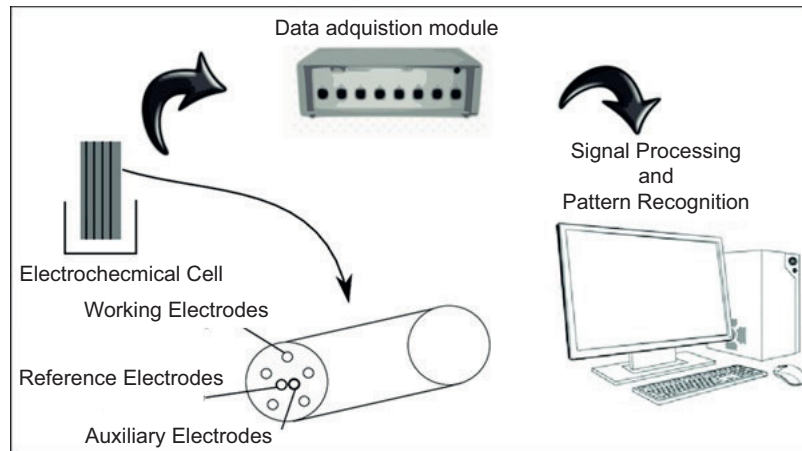 Data adquistion module
Signal Processing
and
Pattern Recognition
Electrochecmical Cell
Working Electrodes
Reference Electrodes
Auxiliary Electrodes